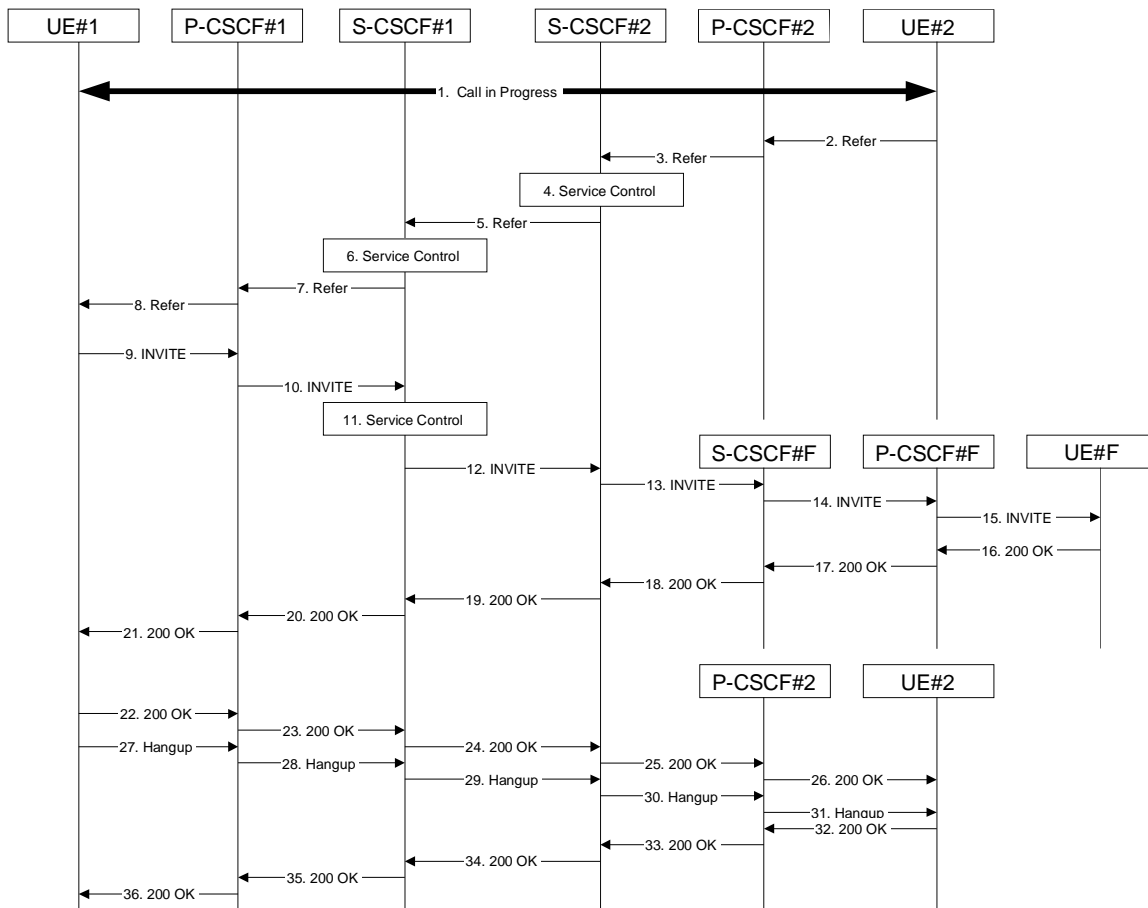 UE#1
P-CSCF#1
S-CSCF#1
S-CSCF#2
P-CSCF#2
UE#2
1. Call in Progress
2. Refer
3. Refer
4. Service Control
5. Refer
6. Service Control
7. Refer
8. Refer
9. INVITE
10. INVITE
11. Service Control
S-CSCF#F
P-CSCF#F
UE#F
12. INVITE
13. INVITE
14. INVITE
15. INVITE
16. 200 OK
17. 200 OK
18. 200 OK
19. 200 OK
20. 200 OK
21. 200 OK
P-CSCF#2
UE#2
22. 200 OK
23. 200 OK
27. Hangup
24. 200 OK
28. Hangup
25. 200 OK
29. Hangup
26. 200 OK
30. Hangup
31. Hangup
32. 200 OK
33. 200 OK
34. 200 OK
35. 200 OK
36. 200 OK